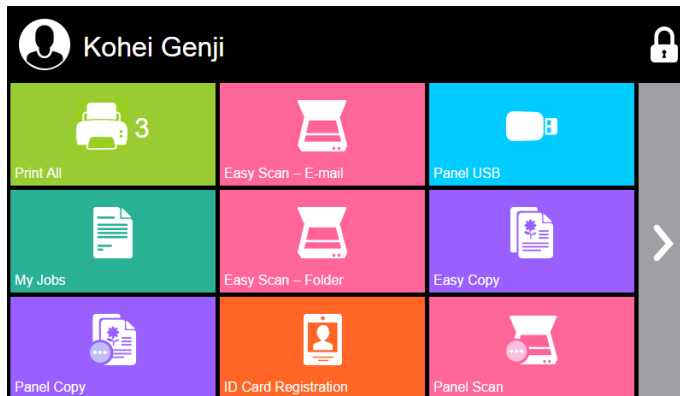 Kohei Genji
3
Print All
Easy Scan – E-mail
Panel USB
My Jobs
Easy Scan – Folder
Easy Copy
Panel Copy
ID Card Registration
Panel Scan